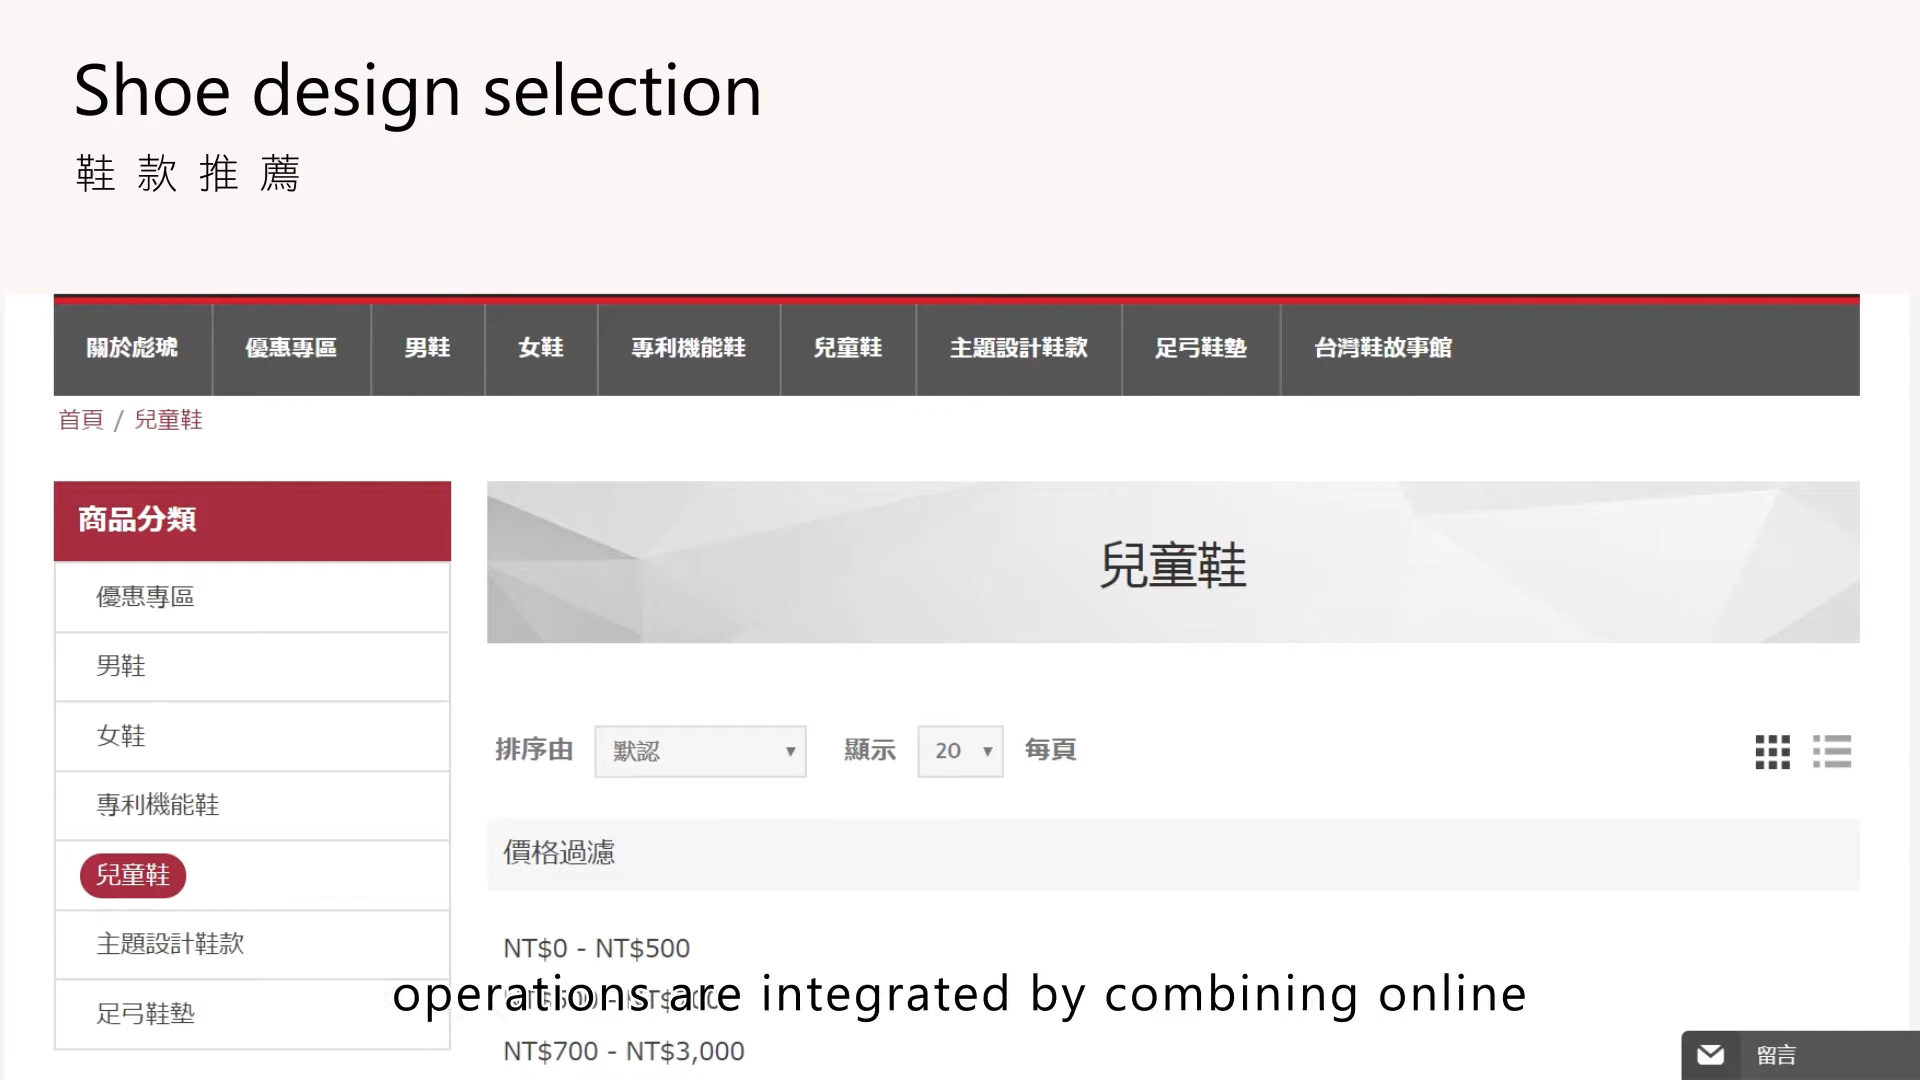 Shoe design selection
鞋款推薦
關於彪琥 優惠專區 男鞋 女鞋 專利機能鞋 兒童鞋 主題設計鞋款 足弓鞋墊 台灣鞋故事館
首頁 / 兒童鞋
商品分類
優惠專區
男鞋
女鞋
專利機能鞋
兒童鞋
主題設計鞋款
足弓鞋墊
兒童鞋
排序由 默認 顯示 20 每頁
價格過濾
NT$0 - NT$500
NT$500 - NT$700
operations are integrated by combining online
NT$700 - NT$3,000
留言